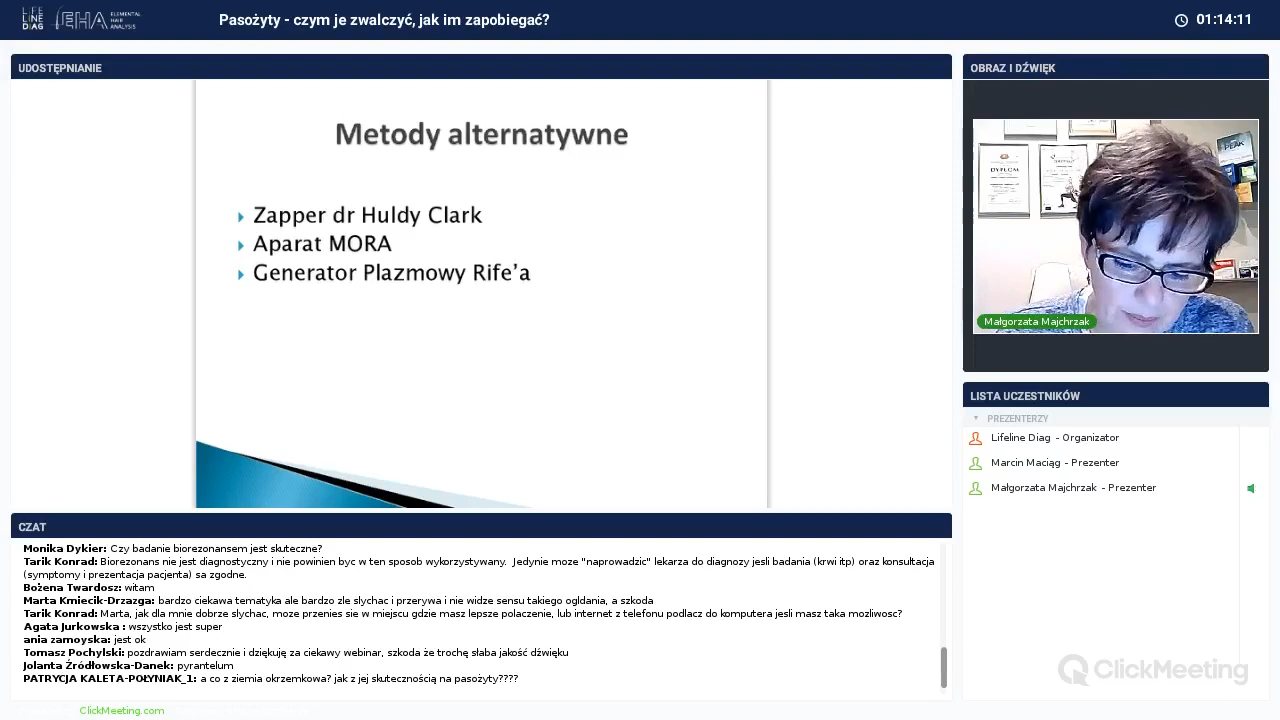 LIFE
LINE
DIAG
EHA
ELEMENTAL
HAIR
ANALYSIS
Pasożyty - czym je zwalczyć, jak im zapobiegać?
01:14:11
UDOSTĘPNIANIE
Metody alternatywne
Zapper dr Huldy Clark
Aparat MORA
Generator Plazmowy Rife'a
OBRAZ I DŹWIĘK
DYPLOM
PEAK
Małgorzata Majchrzak
LISTA UCZESTNIKÓW
PREZENTERZY
Lifeline Diag - Organizator
Marcin Maciąg - Prezenter
Małgorzata Majchrzak - Prezenter
ClickMeeting
CZAT
Monika Dykier: Czy badanie biorezonansem jest skuteczne?
Tarik Konrad: Biorezonans nie jest diagnostyczny i nie powinien byc w ten sposob wykorzystywany. Jedynie moze "naprowadzic" lekarza do diagnozy jesli badania (krwi itp) oraz konsultacja
(symptomy i prezentacja pacjenta) sa zgodne.
Bożena Twardosz: witam
Marta Kmiecik-Drzazga: bardzo ciekawa tematyka ale bardzo zle slychac i przerywa i nie widze sensu takiego ogldania, a szkoda
Tarik Konrad: Marta, jak dla mnie dobrze slychac, moze przenies sie w miejscu gdzie masz lepsze polaczenie, lub internet z telefonu podlacz do komputera jesli masz taka mozliwosc?
Agata Jurkowska : wszystko jest super
ania zamoyska: jest ok
Tomasz Pochylski: pozdrawiam serdecznie i dziękuję za ciekawy webinar, szkoda że trochę słaba jakość dźwięku
Jolanta Źródłowska-Danek: pyrantelum
PATRYCJA KALETA-POŁYNIAK_1: a co z ziemia okrzemkowa? jak z jej skutecznością na pasożyty????
ClickMeeting.com